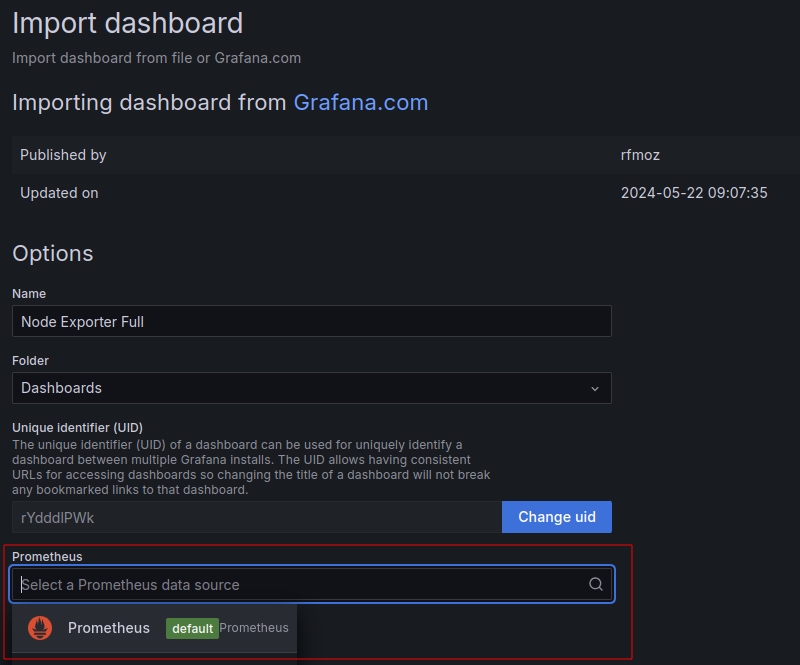 Import dashboard
Import dashboard from file or Grafana.com
Importing dashboard from Grafana.com
Published by rfmoz
Updated on 2024-05-22 09:07:35
Options
Name
Node Exporter Full
Folder
Dashboards
Unique identifier (UID)
The unique identifier (UID) of a dashboard can be used for uniquely identify a
dashboard between multiple Grafana installs. The UID allows having consistent
URLs for accessing dashboards so changing the title of a dashboard will not break
any bookmarked links to that dashboard.
rYdddlPWk Change uid
Prometheus
Select a Prometheus data source
Prometheus default Prometheus